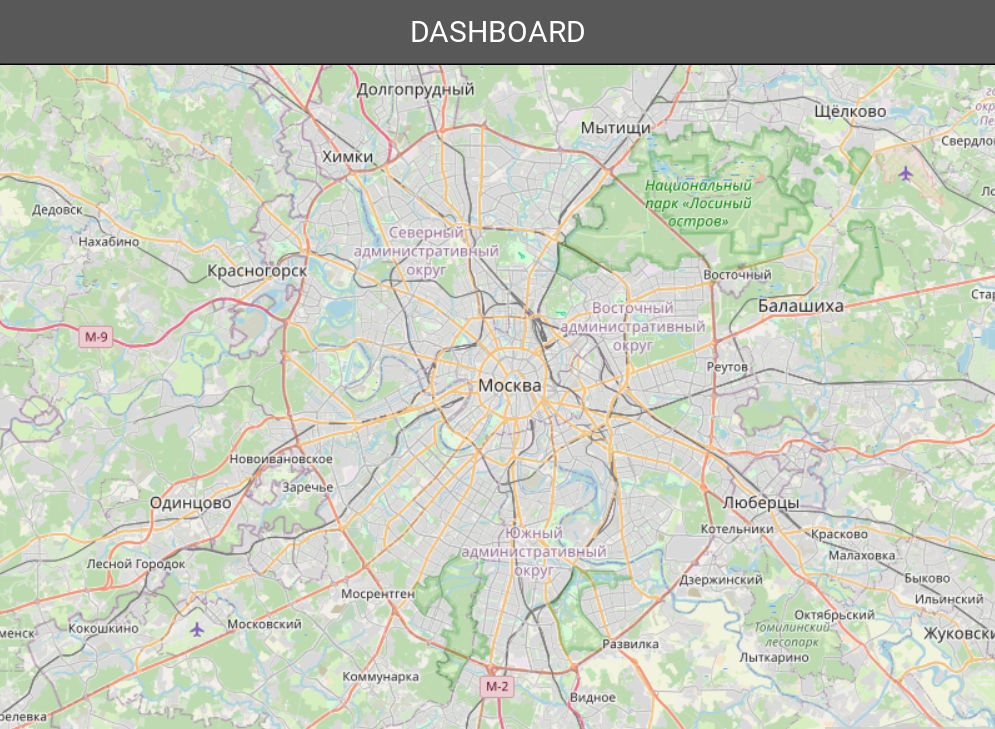 DASHBOARD
Долгопрудный
Щёлково
Мытищи
Химки
Национальный
парк «Лосиный
остров»
Дедовск
Нахабино
Северный
административный
округ
Красногорск
Восточный
Балашиха
Восточный
административный
округ
М-9
Реутов
Москва
Новоивановское
Заречье
Одинцово
Люберцы
Котельники
Красково
Малаховка
Южный
административный
округ
Лесной Городок
Дзержинский
Быково
Мосрентген
Ильинский
Октябрьский
Томилинский
лесопарк
Московский
Кокошкино
Жуковски
Развилка
Лыткарино
Коммунарка
М-2
Видное